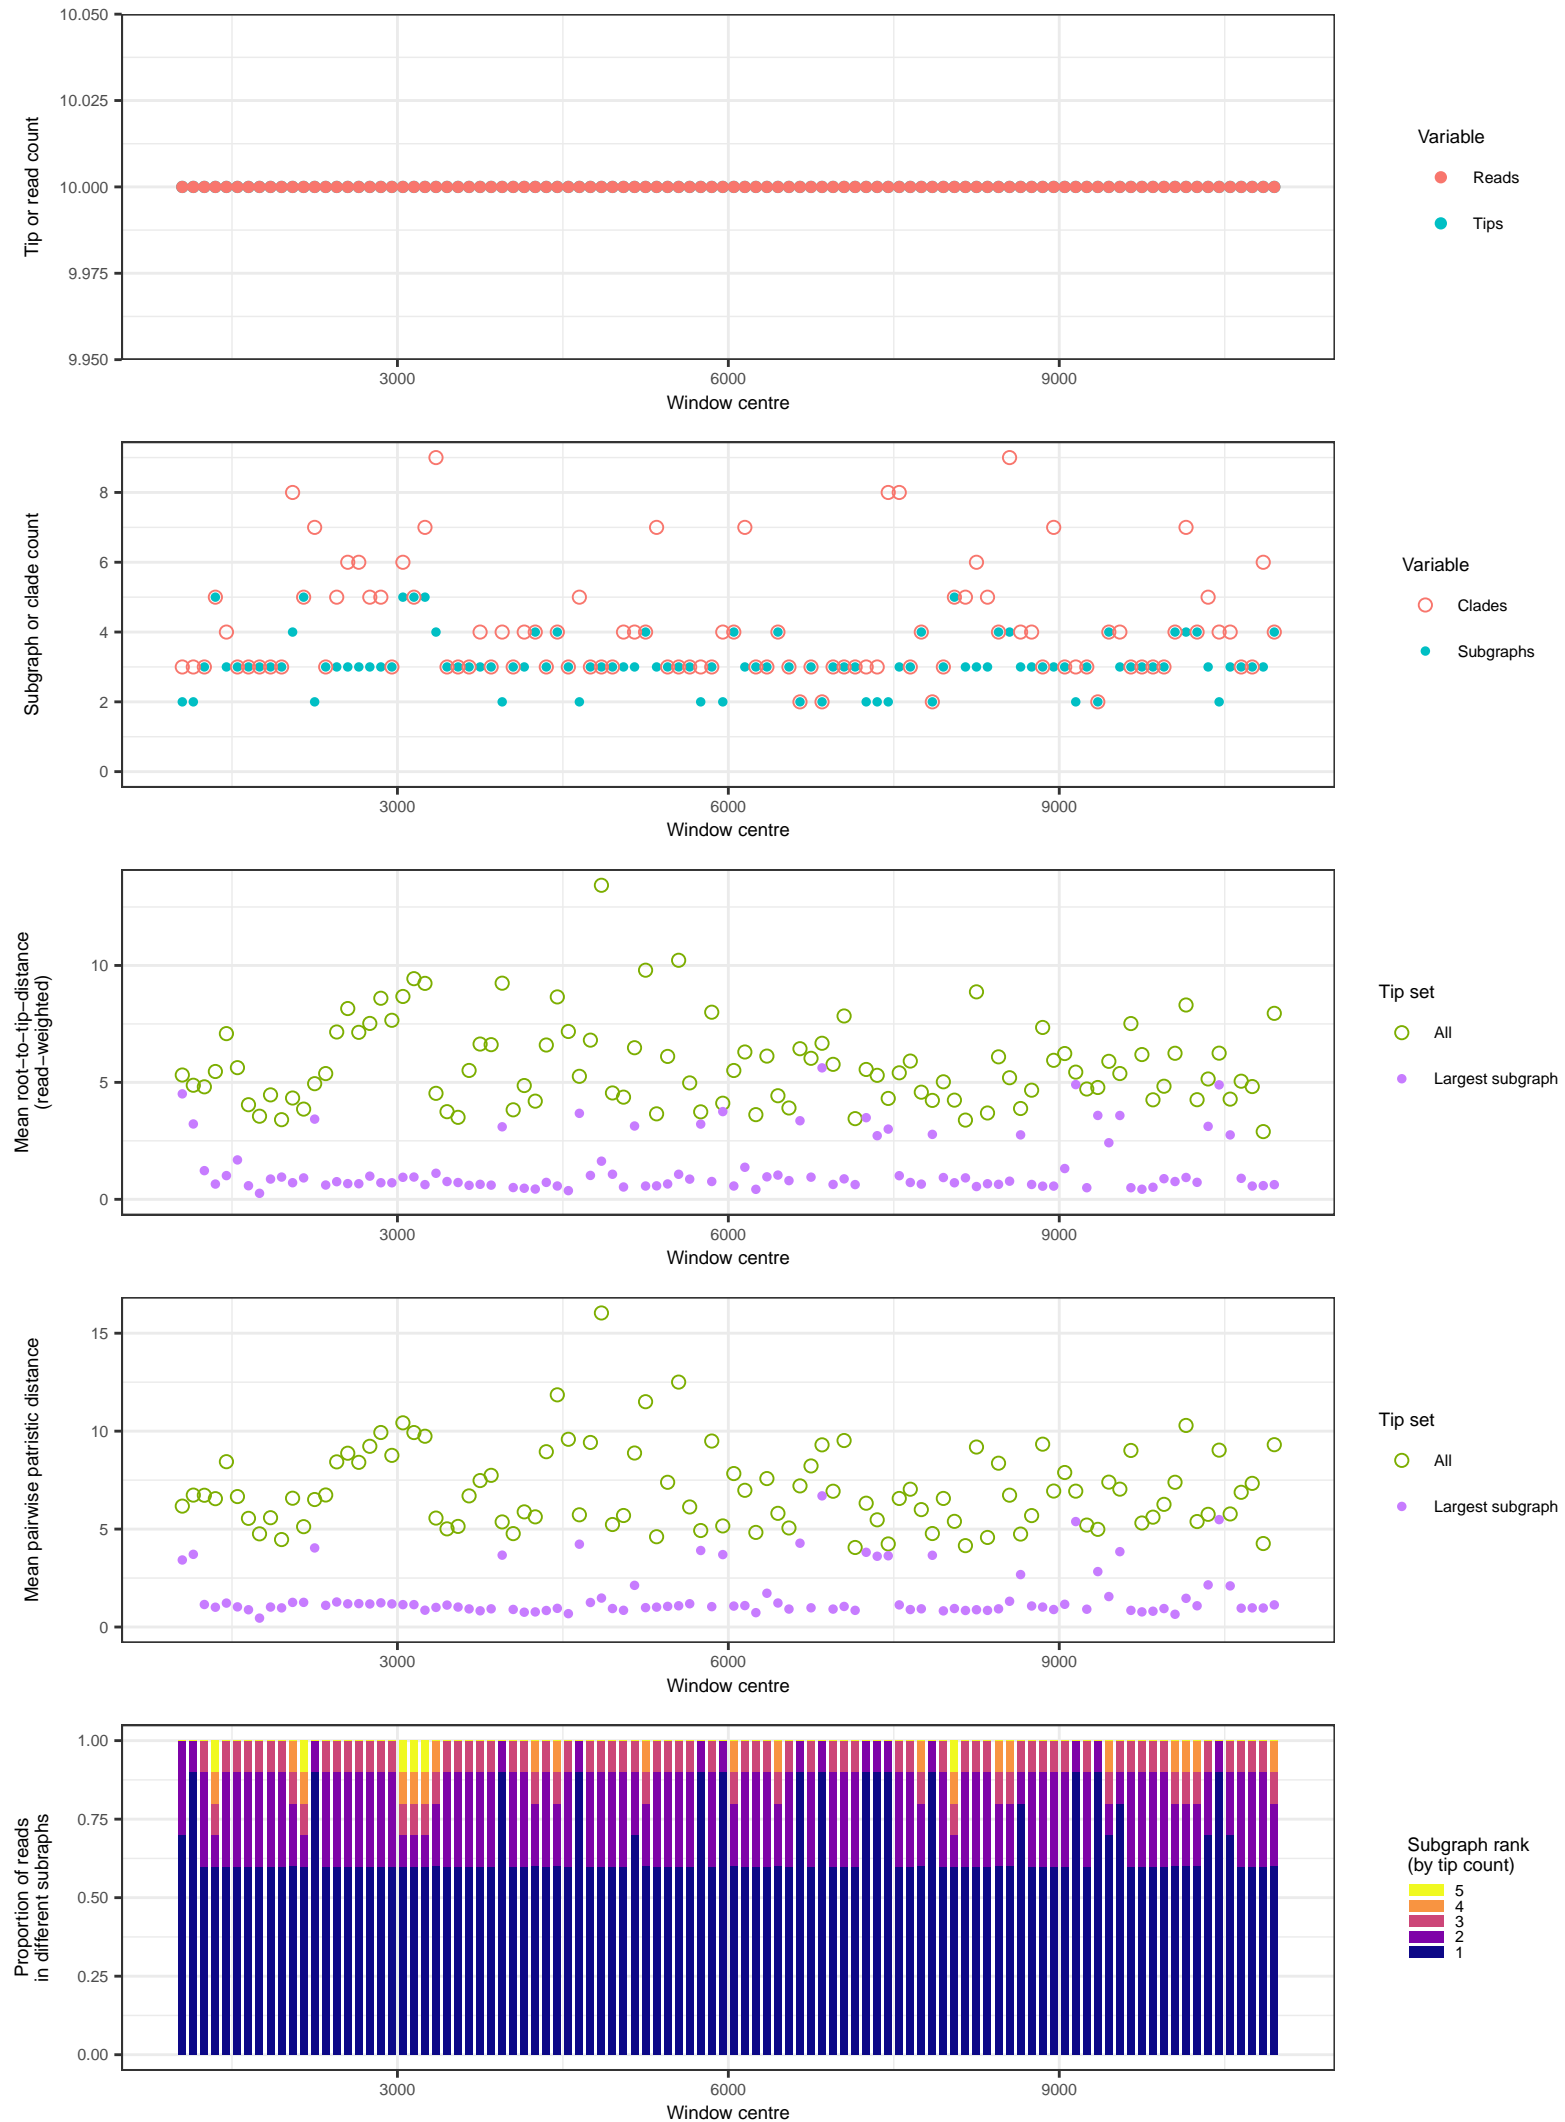 10.050
10.025
10.000
9.975
9.950
Tip or read count
3000 6000 9000
Window centre
Variable
Reads
Tips
8
6
4
2
0
Subgraph or clade count
3000 6000 9000
Window centre
Variable
Clades
Subgraphs
10
5
0
Mean root−to−tip−distance
(read−weighted)
3000 6000 9000
Window centre
Tip set
All
Largest subgraph
15
10
5
0
Mean pairwise patristic distance
3000 6000 9000
Window centre
Tip set
All
Largest subgraph
1.00
0.75
0.50
0.25
0.00
Proportion of reads
in different subraphs
3000 6000 9000
Window centre
Subgraph rank
(by tip count)
5
4
3
2
1